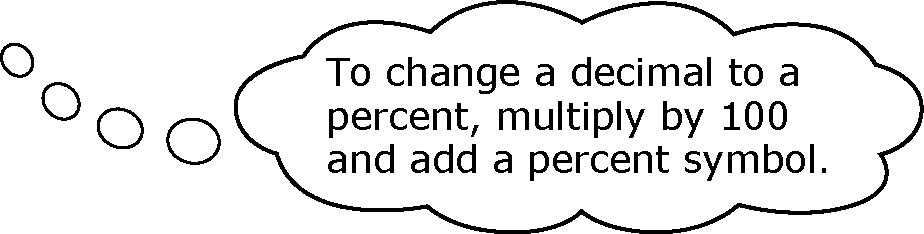 To change a decimal to a
percent, multiply by 100
and add a percent symbol.